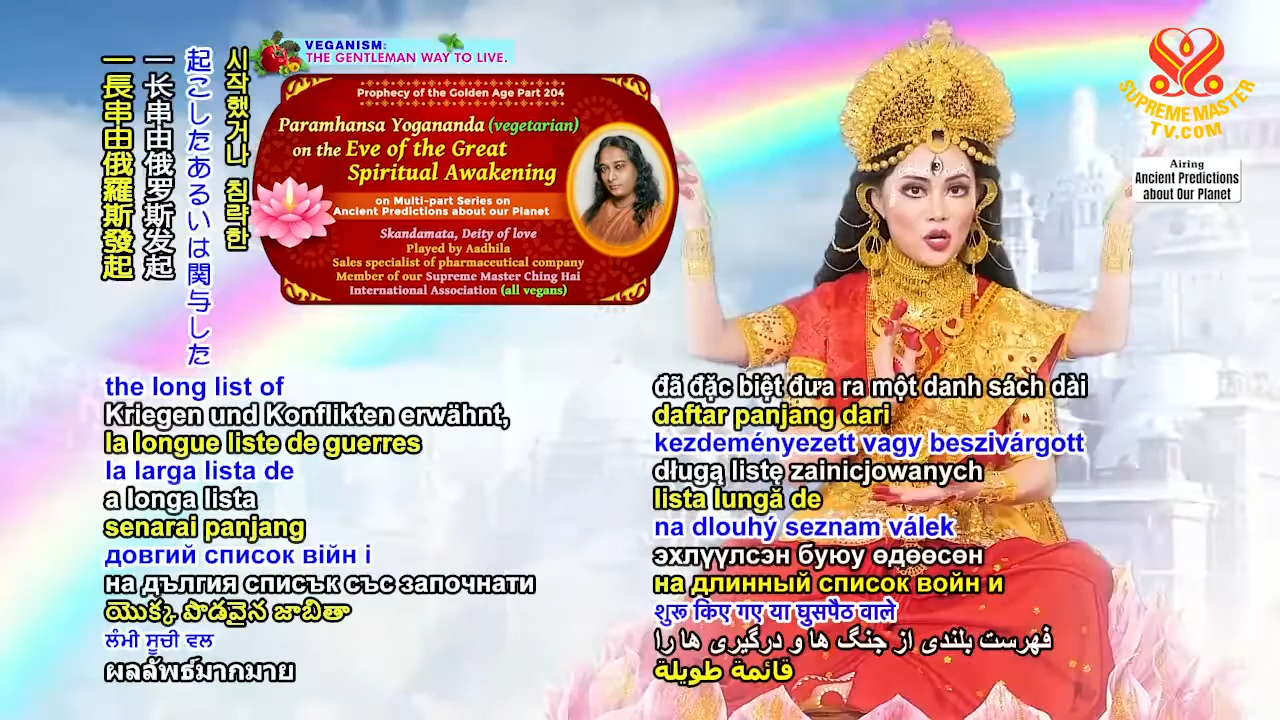 시작했거나 침략한
起こしたあるいは関与した
一长串由俄罗斯发起
一長串由俄羅斯發起
VEGANISM:
THE GENTLEMAN WAY TO LIVE.
Prophecy of the Golden Age Part 204
Paramhansa Yogananda (vegetarian)
on the Eve of the Great
Spiritual Awakening
on Multi-part Series on
Ancient Predictions about our Planet
Skandamata, Deity of love
Played by Aadhila
Sales specialist of pharmaceutical company
Member of our Supreme Master Ching Hai
International Association (all vegans)
SUPREME MASTER
TV.COM
Airing
Ancient Predictions
about Our Planet
the long list of
Kriegen und Konflikten erwähnt,
la longue liste de guerres
la larga lista de
a longa lista
senarai panjang
довгий список війн і
на дългия списък със започнати
యొక్క పొడవైన జాబితా
ਲੰਮੀ ਸੂਚੀ ਵਲ
ผลลัพธ์มากมาย
đã đặc biệt đưa ra một danh sách dài
daftar panjang dari
kezdeményezett vagy beszivárgott
długą listę zainicjowanych
lista lungă de
na dlouhý seznam válek
эхлүүлсэн буюу өдөөсөн
на длинный список войн и
शुरू किए गए या घुसपैठ वाले
فهرست بلندی از جنگ ها و درگیری ها را
قائمة طويلة